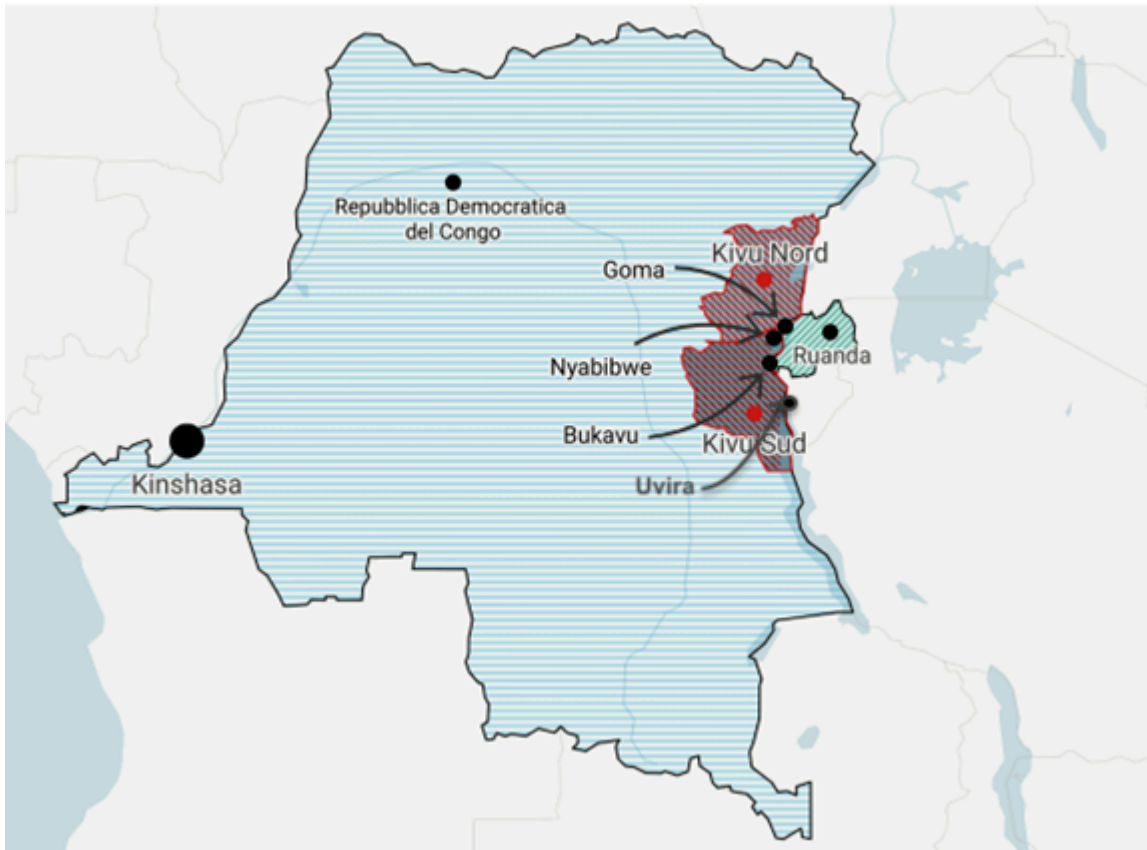 Repubblica Democratica
del Congo
Kivu Nord
Goma
Nyabibwe
Ruanda
Bukavu
Kivu Sud
Kinshasa
Uvira